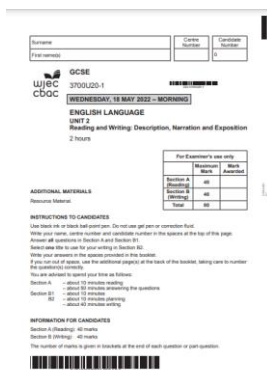 Surname
Centre Number
Candidate Number
First name(s)
0
wjec
cbac
GCSE
3700U20-1
WEDNESDAY, 18 MAY 2022 – MORNING
ENGLISH LANGUAGE
UNIT 2
Reading and Writing: Description, Narration and Exposition
2 hours
For Examiner's use only
Maximum Mark
Mark Awarded
Section A (Reading) 40
Section B (Writing) 40
Total 80
ADDITIONAL MATERIALS
Resource Material.
INSTRUCTIONS TO CANDIDATES
Use black ink or black ball-point pen. Do not use gel pen or correction fluid.
Write your name, centre number and candidate number in the spaces at the top of this page.
Answer all questions in Section A and Section B1.
Select one title to use for your writing in Section B2.
Write your answers in the spaces provided in this booklet.
If you run out of space, use the additional page(s) at the back of the booklet, taking care to number
the question(s) correctly.
You are advised to spend your time as follows:
Section A – about 10 minutes reading
– about 50 minutes answering the questions
Section B1 – about 10 minutes
B2 – about 10 minutes planning
– about 40 minutes writing
INFORMATION FOR CANDIDATES
Section A (Reading): 40 marks
Section B (Writing): 40 marks
The number of marks is given in brackets at the end of each question or part-question.